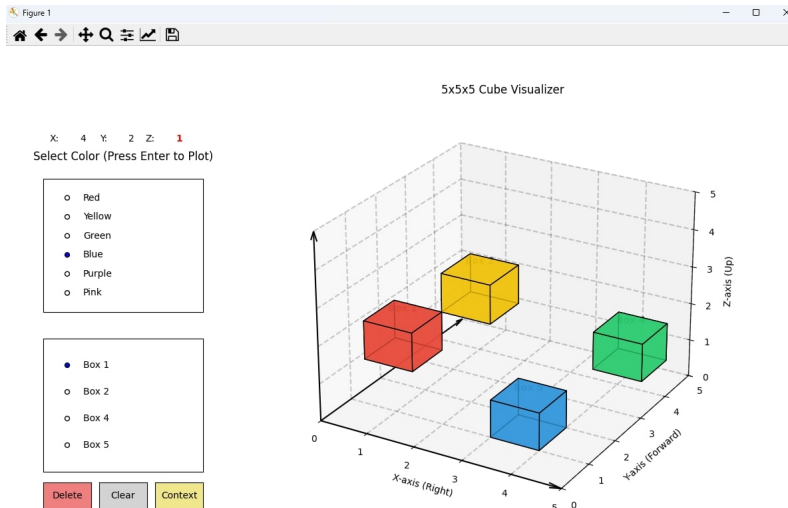 Figure 1
5x5x5 Cube Visualizer
X: 4 Y: 2 Z: 1
Select Color (Press Enter to Plot)
Red
Yellow
Green
Blue
Purple
Pink
Box 1
Box 2
Box 4
Box 5
Delete
Clear
Context
0
1
2
3
4
5
X-axis (Right)
0
1
2
3
4
5
Y-axis (Forward)
0
1
2
3
4
5
Z-axis (Up)